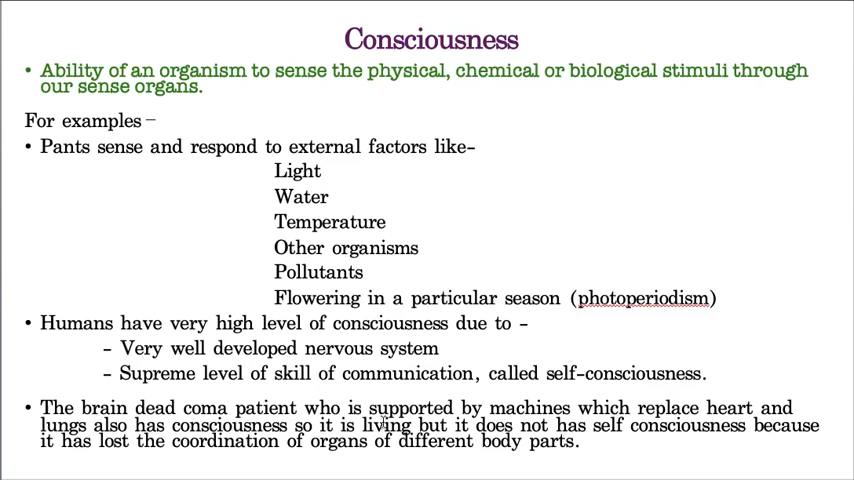 Consciousness
• Ability of an organism to sense the physical, chemical or biological stimuli through
our sense organs.
For examples –
• Pants sense and respond to external factors like-
Light
Water
Temperature
Other organisms
Pollutants
Flowering in a particular season (photoperiodism)
• Humans have very high level of consciousness due to -
- Very well developed nervous system
- Supreme level of skill of communication, called self-consciousness.
• The brain dead coma patient who is supported by machines which replace heart and
lungs also has consciousness so it is living but it does not has self consciousness because
it has lost the coordination of organs of different body parts.